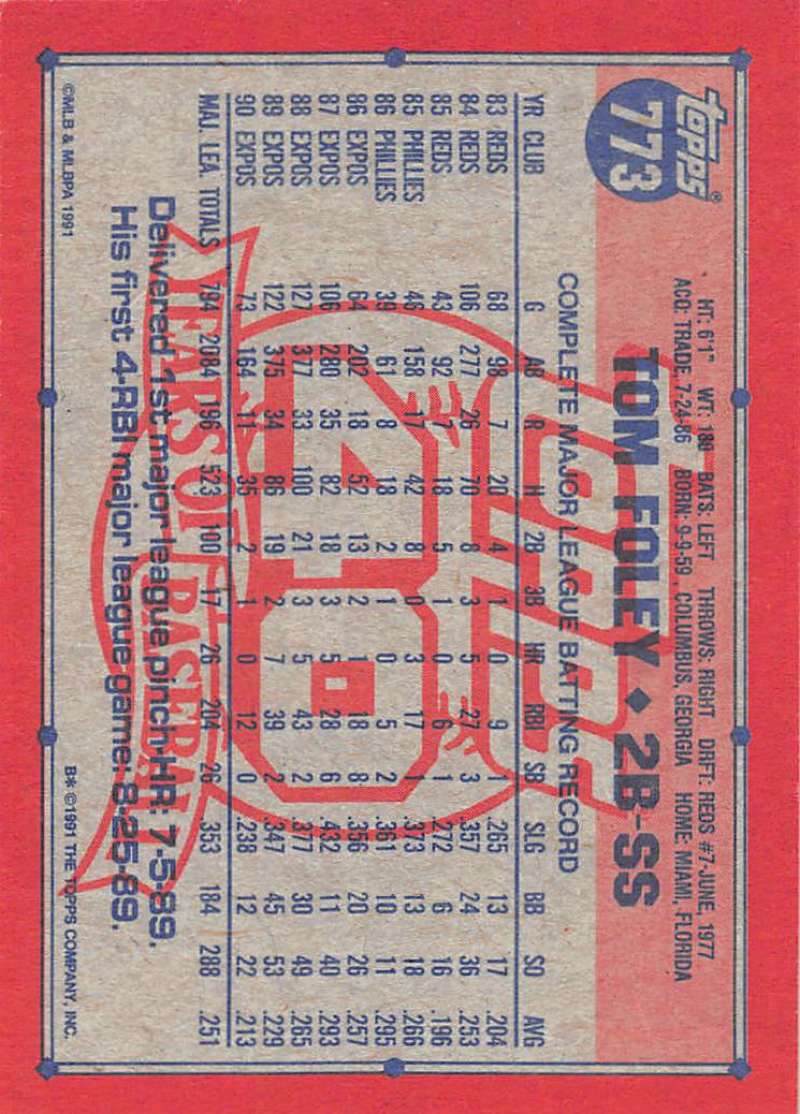 topps®
773
HT: 6'1" WT: 180 BATS: LEFT THROWS: RIGHT DRFT: REDS #7-JUNE, 1977
ACQ: TRADE, 7-24-86 BORN: 9-9-59, COLUMBUS, GEORGIA HOME: MIAMI, FLORIDA
TOM FOLEY ♦ 2B-SS
COMPLETE MAJOR LEAGUE BATTING RECORD
YR CLUB G AB R H 2B 3B HR RBI SB SLG BB SO AVG
83 REDS 68 98 7 20 4 1 0 9 1 .265 13 17 .204
84 REDS 106 277 26 70 8 3 5 27 3 .357 24 36 .253
85 REDS 43 92 7 18 5 1 0 6 1 .272 6 16 .196
85 PHILLIES 46 158 17 42 8 0 3 17 1 .373 13 18 .266
86 PHILLIES 39 61 8 18 2 1 0 5 2 .361 10 11 .295
86 EXPOS 64 202 18 52 13 2 1 18 8 .356 20 26 .257
87 EXPOS 106 280 35 82 18 3 5 28 6 .432 11 40 .293
88 EXPOS 127 377 33 100 21 3 5 43 2 .377 30 49 .265
89 EXPOS 122 375 34 86 19 2 7 39 2 .347 45 53 .229
90 EXPOS 73 164 11 35 2 1 0 12 0 .238 12 22 .213
MAJ. LEA. TOTALS 794 2084 196 523 100 17 26 204 26 .353 184 288 .251
topps
40
YEARS OF BASEBALL
Delivered 1st major league pinch-HR: 7-5-89.
His first 4-RBI major league game: 8-25-89.
©MLB & MLBPA 1991
B* ©1991 THE TOPPS COMPANY, INC.